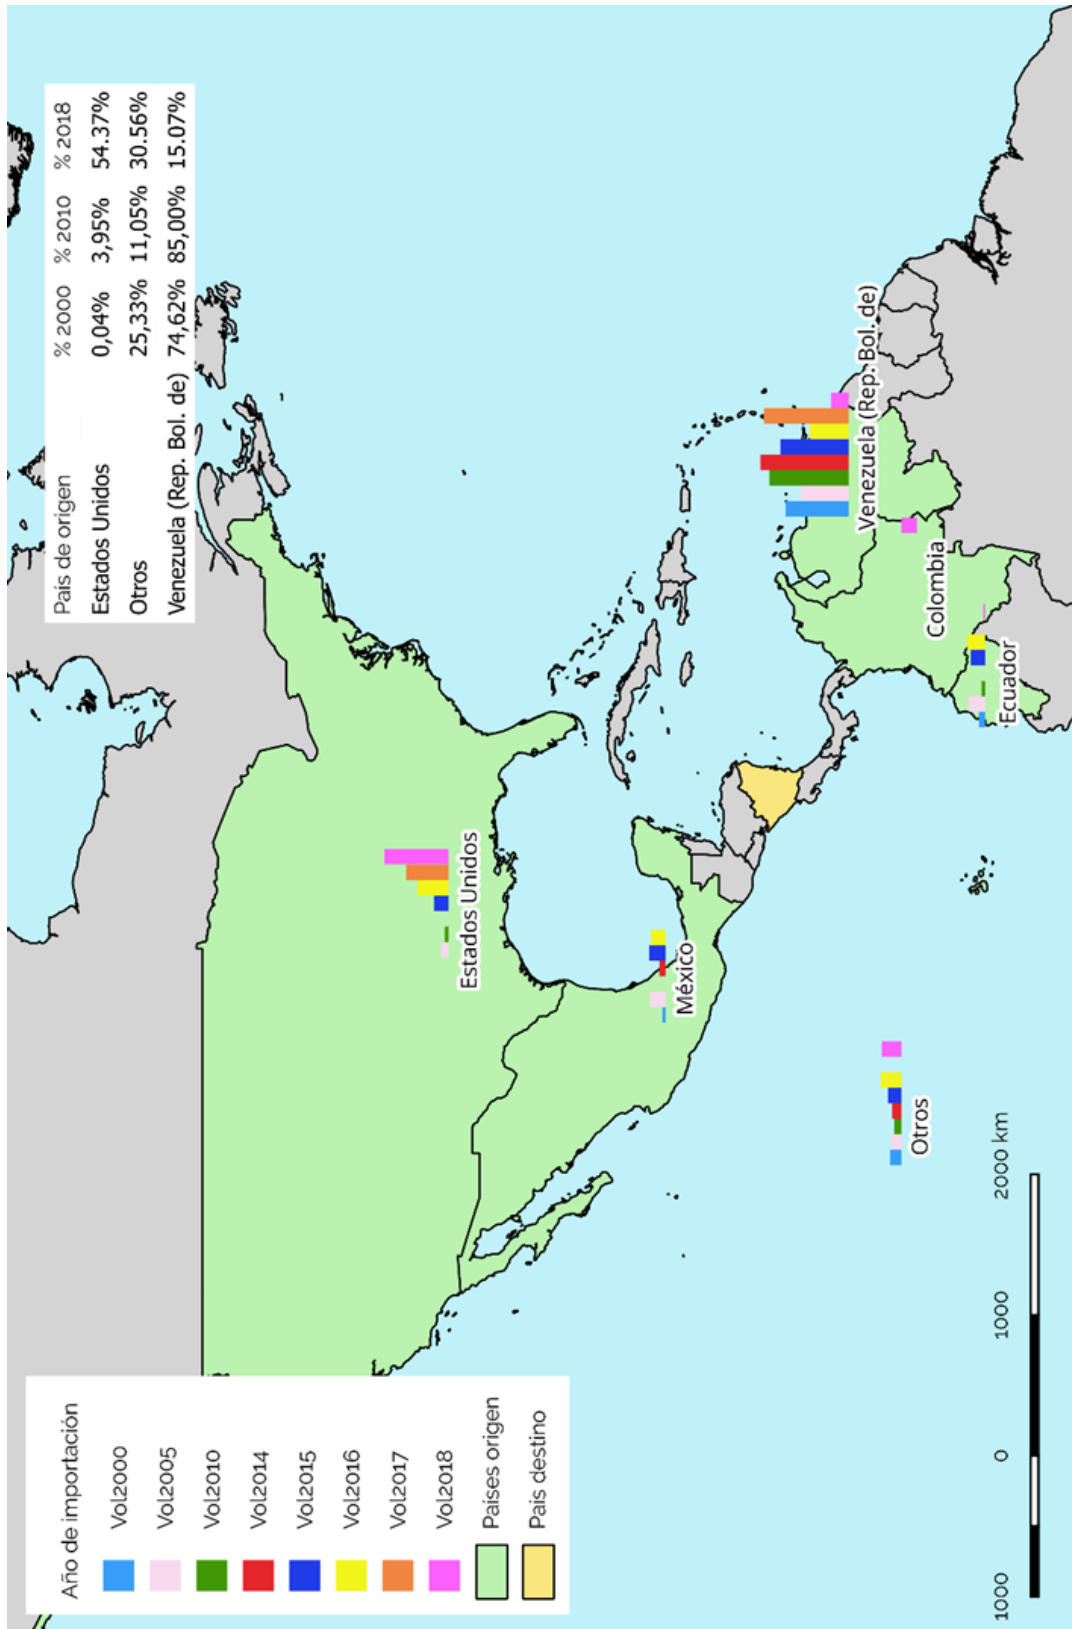 País de origen % 2000 % 2010 % 2018
Estados Unidos 0,04% 3,95% 54.37%
Otros 25,33% 11,05% 30.56%
Venezuela (Rep. Bol. de) 74,62% 85,00% 15.07%
Estados Unidos
México
Venezuela (Rep. Bol. de)
Colombia
Ecuador
Otros
Año de importación
Vol2000
Vol2005
Vol2010
Vol2014
Vol2015
Vol2016
Vol2017
Vol2018
Países origen
País destino
1000 0 1000 2000 km